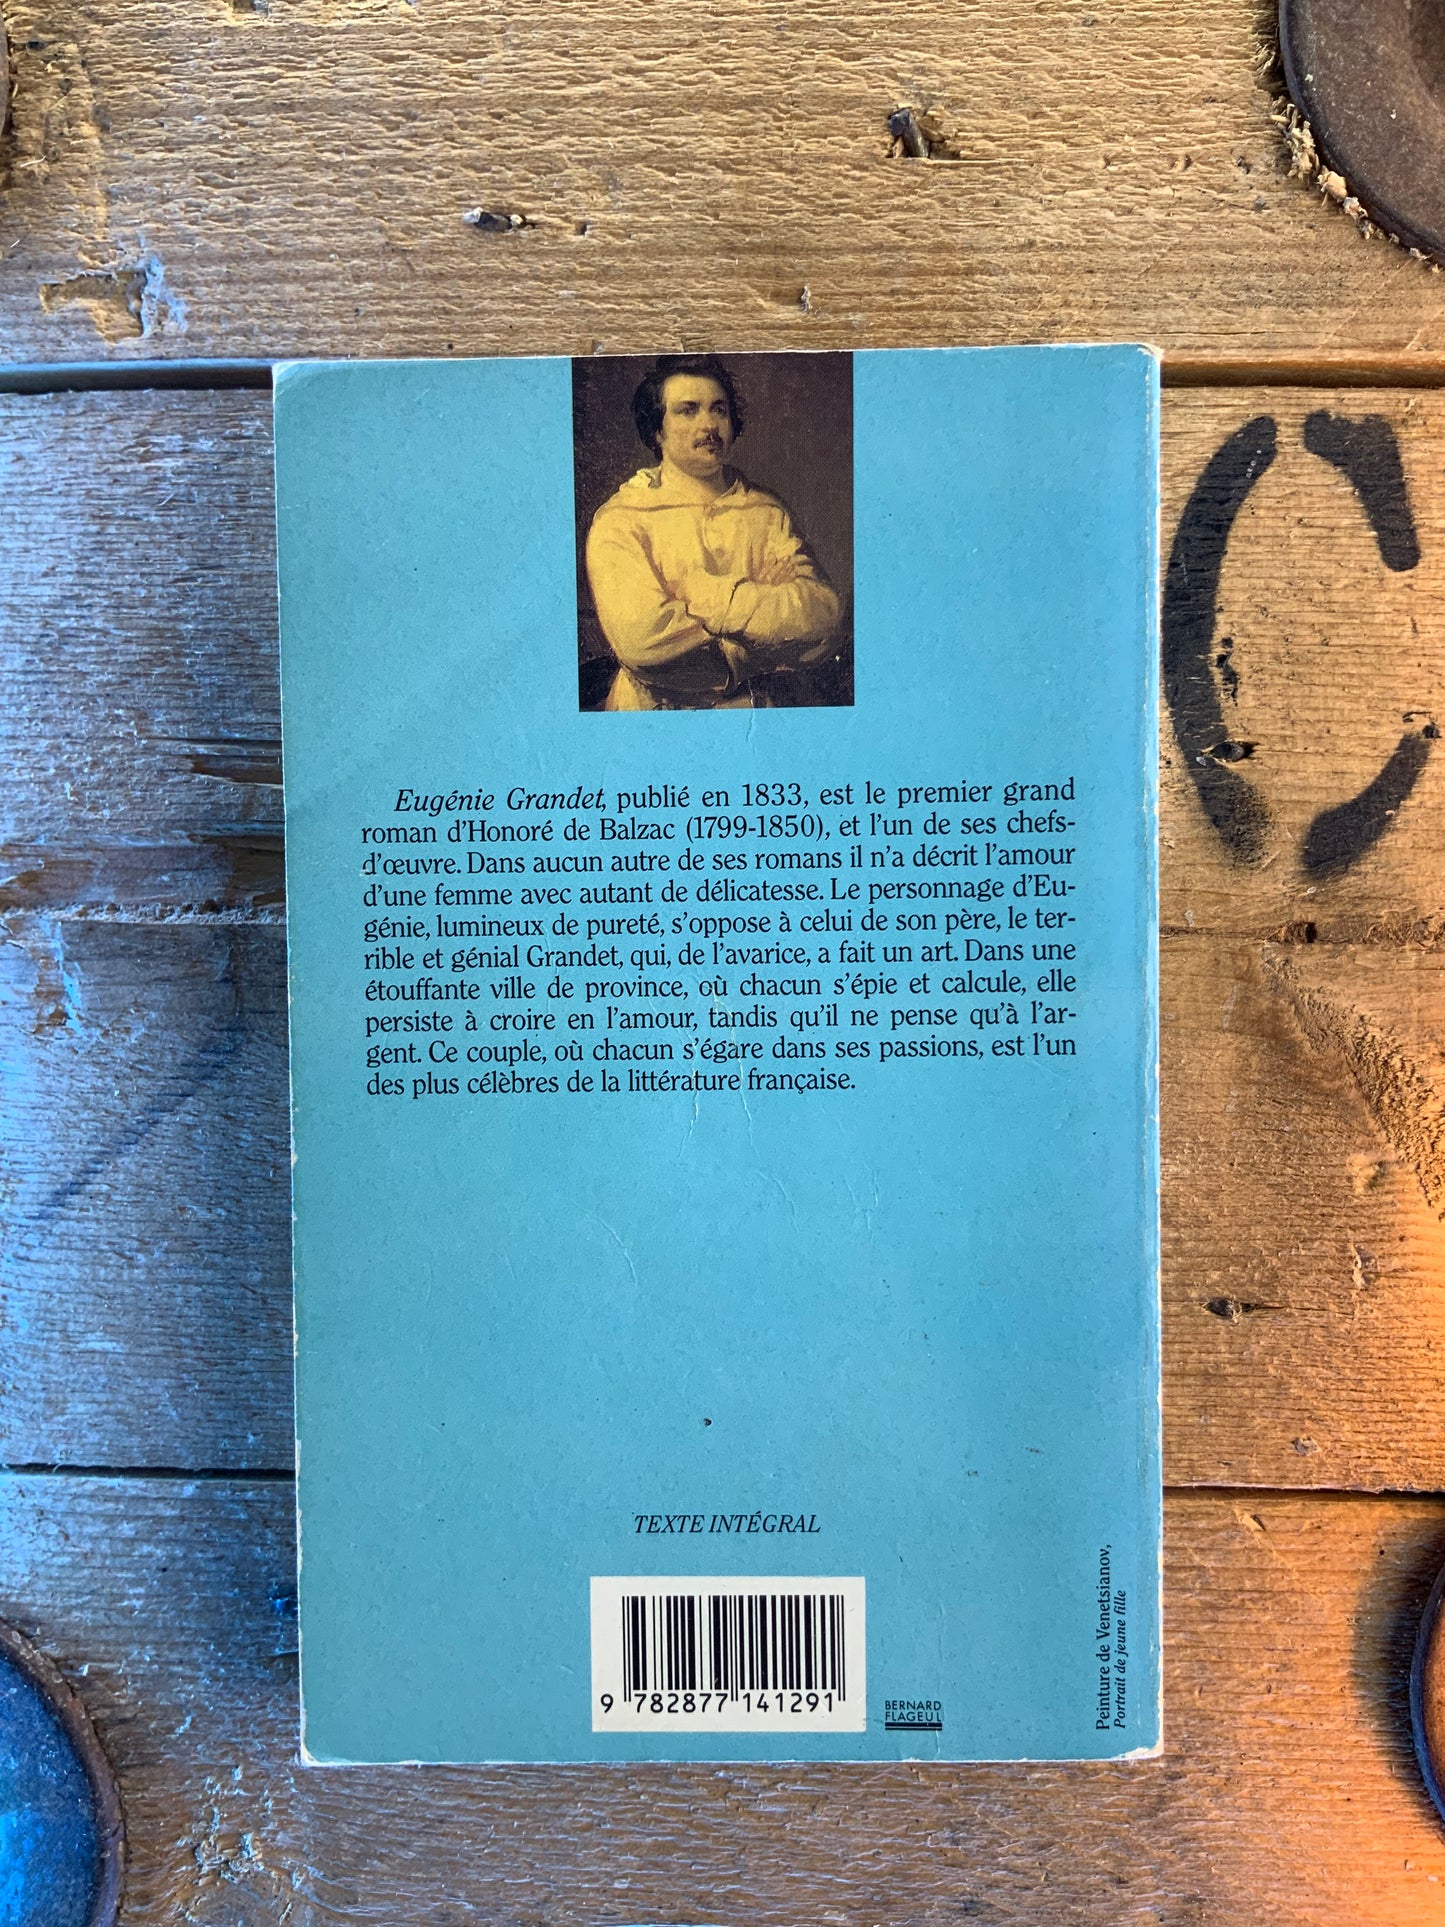 Eugénie Grandet, publié en 1833, est le premier grand
roman d'Honoré de Balzac (1799-1850), et l'un de ses chefs-
d'œuvre. Dans aucun autre de ses romans il n'a décrit l'amour
d'une femme avec autant de délicatesse. Le personnage d'Eu-
génie, lumineux de pureté, s'oppose à celui de son père, le ter-
rible et génial Grandet, qui, de l'avarice, a fait un art. Dans une
étouffante ville de province, où chacun s'épie et calcule, elle
persiste à croire en l'amour, tandis qu'il ne pense qu'à l'ar-
gent. Ce couple, où chacun s'égare dans ses passions, est l'un
des plus célèbres de la littérature française.
TEXTE INTÉGRAL
9 782877 141291
BERNARD
FLAGEUL
Peinture de Venetsianov,
Portrait de jeune fille
C